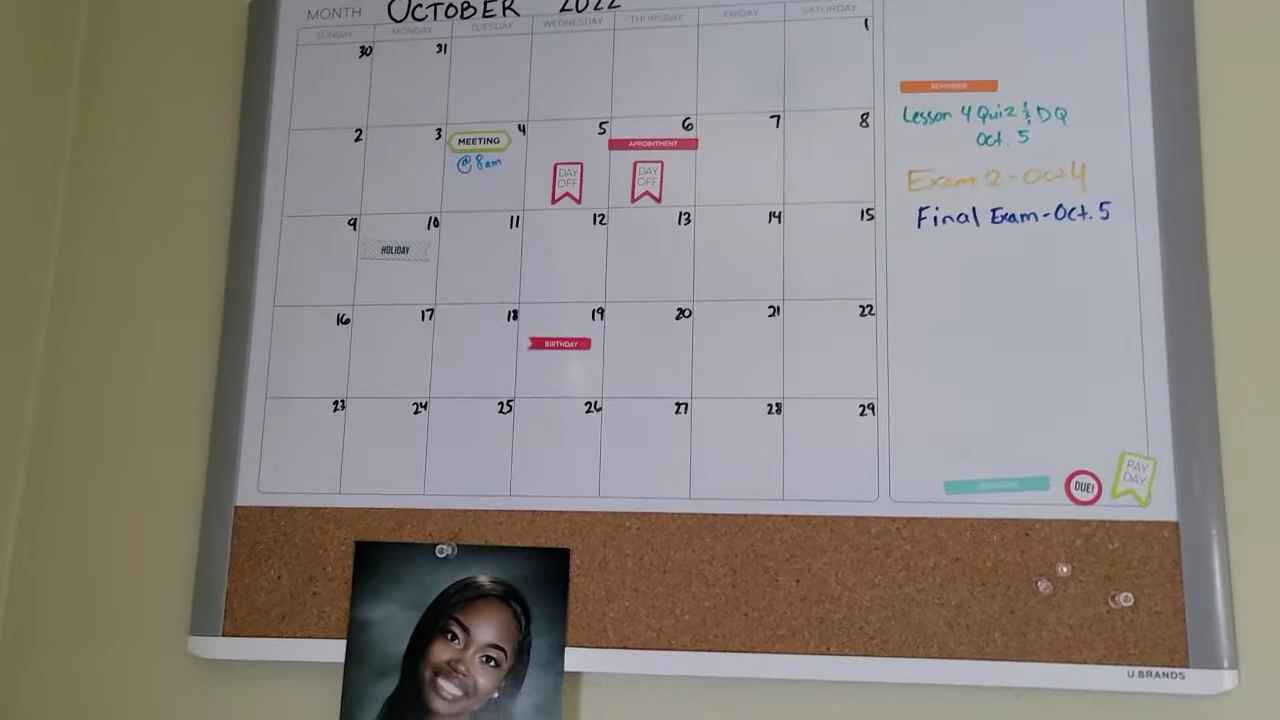 MONTH OCTOBER 2022
SUNDAY MONDAY TUESDAY WEDNESDAY THURSDAY FRIDAY SATURDAY
30 31 1
REMINDER
Lesson 4 Quiz & DQ
Oct. 5
Exam 2 - Oct 4
Final Exam - Oct. 5
2 3 4 5 6 7 8
MEETING APPOINTMENT
@ 8am
DAY OFF DAY OFF
9 10 11 12 13 14 15
HOLIDAY
16 17 18 19 20 21 22
BIRTHDAY
23 24 25 26 27 28 29
DUE!
PAY DAY
U BRANDS